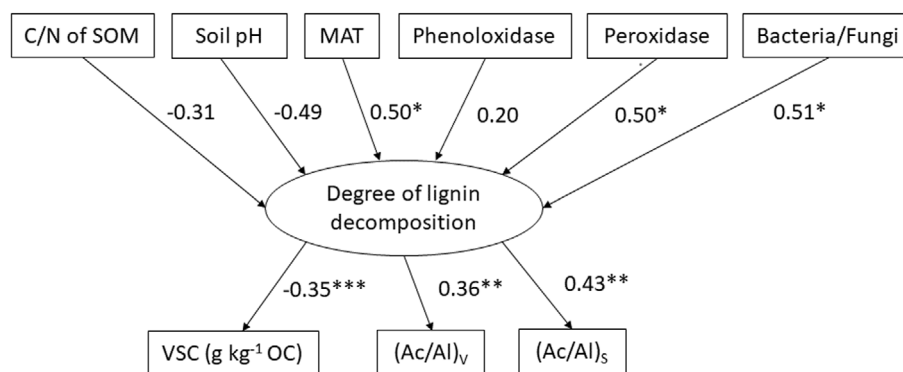 C/N of SOM
Soil pH
MAT
Phenoloxidase
Peroxidase
Bacteria/Fungi
-0.31
-0.49
0.50*
0.20
0.50*
0.51*
Degree of lignin
decomposition
-0.35***
0.36**
0.43**
VSC (g kg⁻¹ OC)
(Ac/Al)V
(Ac/Al)S